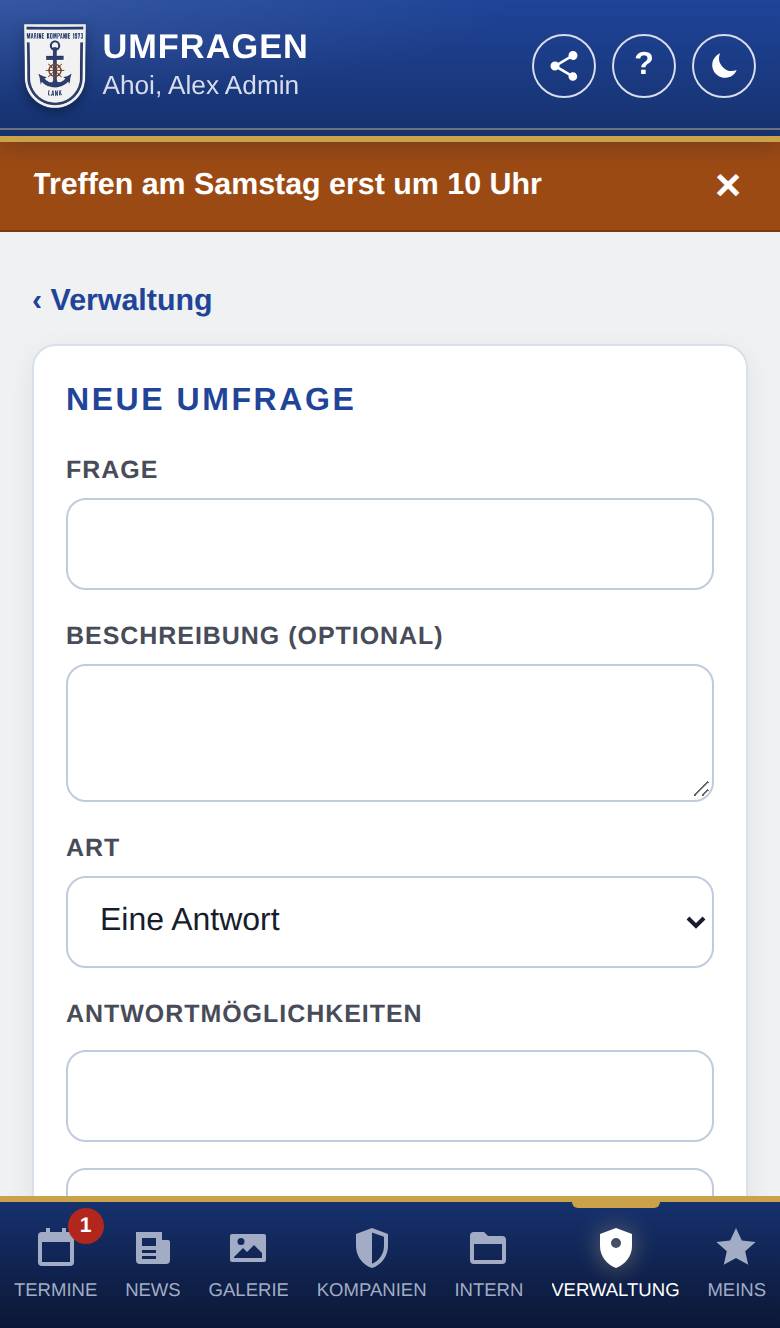 MARINE KOMPANIE 1973
LANK
UMFRAGEN
Ahoi, Alex Admin
?
Treffen am Samstag erst um 10 Uhr
×
‹ Verwaltung
NEUE UMFRAGE
FRAGE
BESCHREIBUNG (OPTIONAL)
ART
Eine Antwort
ANTWORTMÖGLICHKEITEN
1
TERMINE NEWS GALERIE KOMPANIEN INTERN VERWALTUNG MEINS